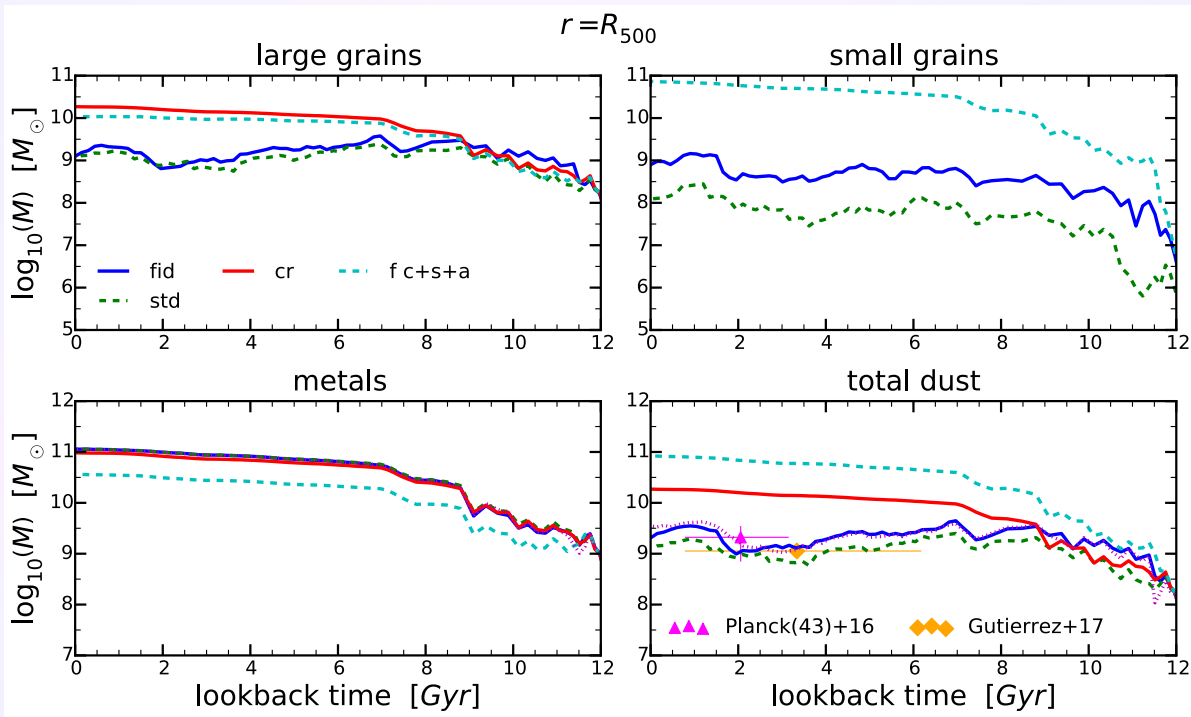 r = R500
large grains
small grains
log10(M) [M⊙]
11
10
9
8
7
6
5
0 2 4 6 8 10 12
fid
cr
f c+s+a
std
11
10
9
8
7
6
5
0 2 4 6 8 10 12
metals
total dust
log10(M) [M⊙]
12
11
10
9
8
7
0 2 4 6 8 10 12
lookback time [Gyr]
12
11
10
9
8
7
Planck(43)+16
Gutierrez+17
0 2 4 6 8 10 12
lookback time [Gyr]